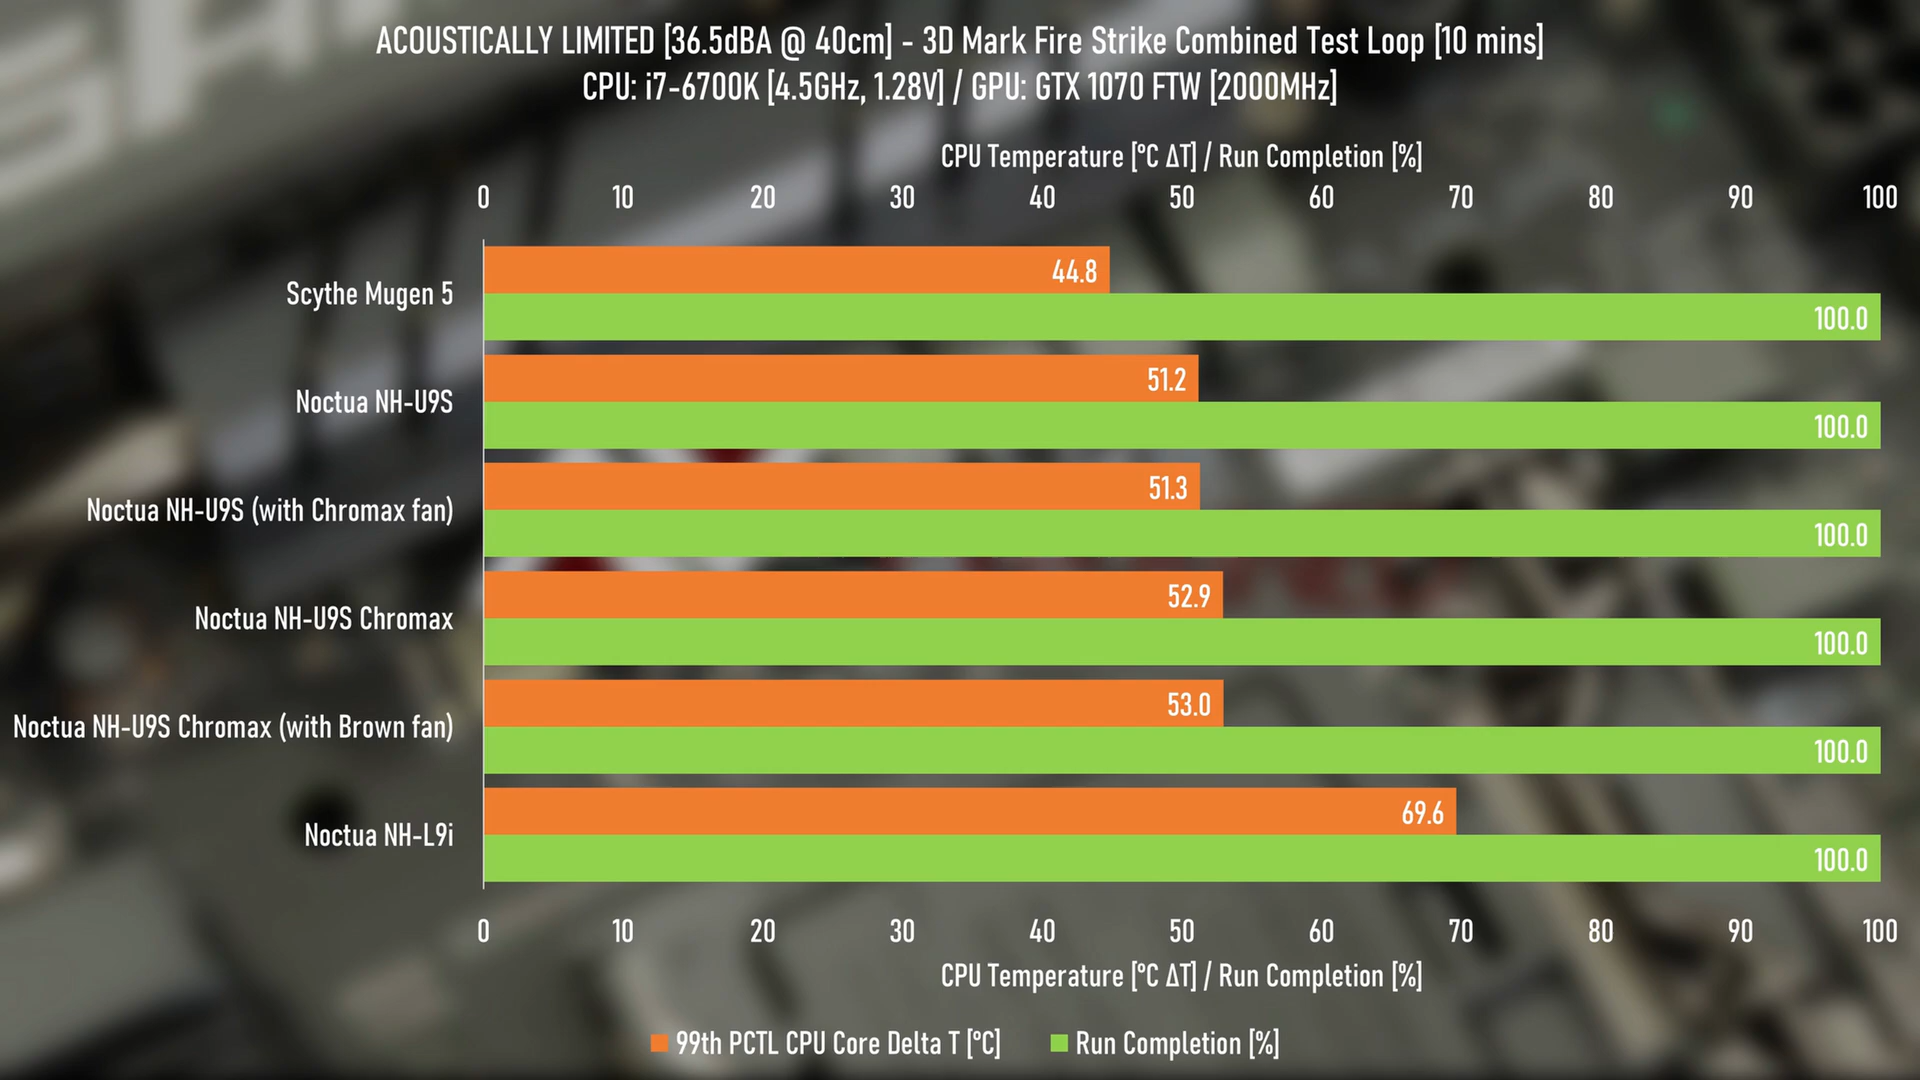 ACOUSTICALLY LIMITED [36.5dBA @ 40cm] - 3D Mark Fire Strike Combined Test Loop [10 mins]
CPU: i7-6700K [4.5GHz, 1.28V] / GPU: GTX 1070 FTW [2000MHz]
CPU Temperature [°C ΔT] / Run Completion [%]
0 10 20 30 40 50 60 70 80 90 100
Scythe Mugen 5
44.8
100.0
Noctua NH-U9S
51.2
100.0
Noctua NH-U9S (with Chromax fan)
51.3
100.0
Noctua NH-U9S Chromax
52.9
100.0
Noctua NH-U9S Chromax (with Brown fan)
53.0
100.0
Noctua NH-L9i
69.6
100.0
0 10 20 30 40 50 60 70 80 90 100
CPU Temperature [°C ΔT] / Run Completion [%]
99th PCTL CPU Core Delta T [°C] Run Completion [%]